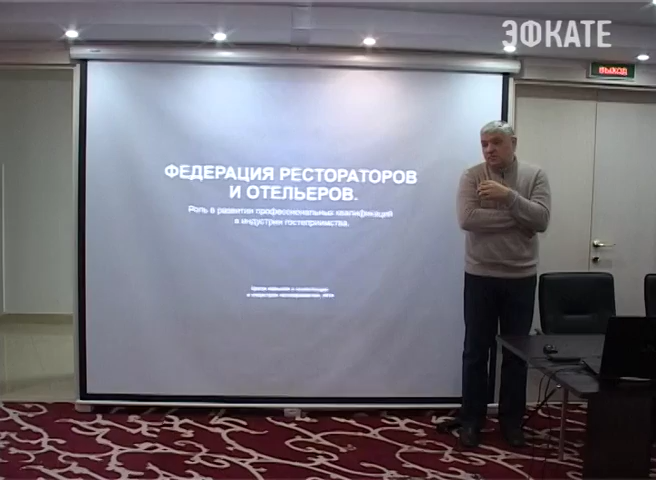 ЭФКАТЕ
ВЫХОД
ФЕДЕРАЦИЯ РЕСТОРАТОРОВ
И ОТЕЛЬЕРОВ.
Роль в развитии профессиональных квалификаций
в индустрии гостеприимства.